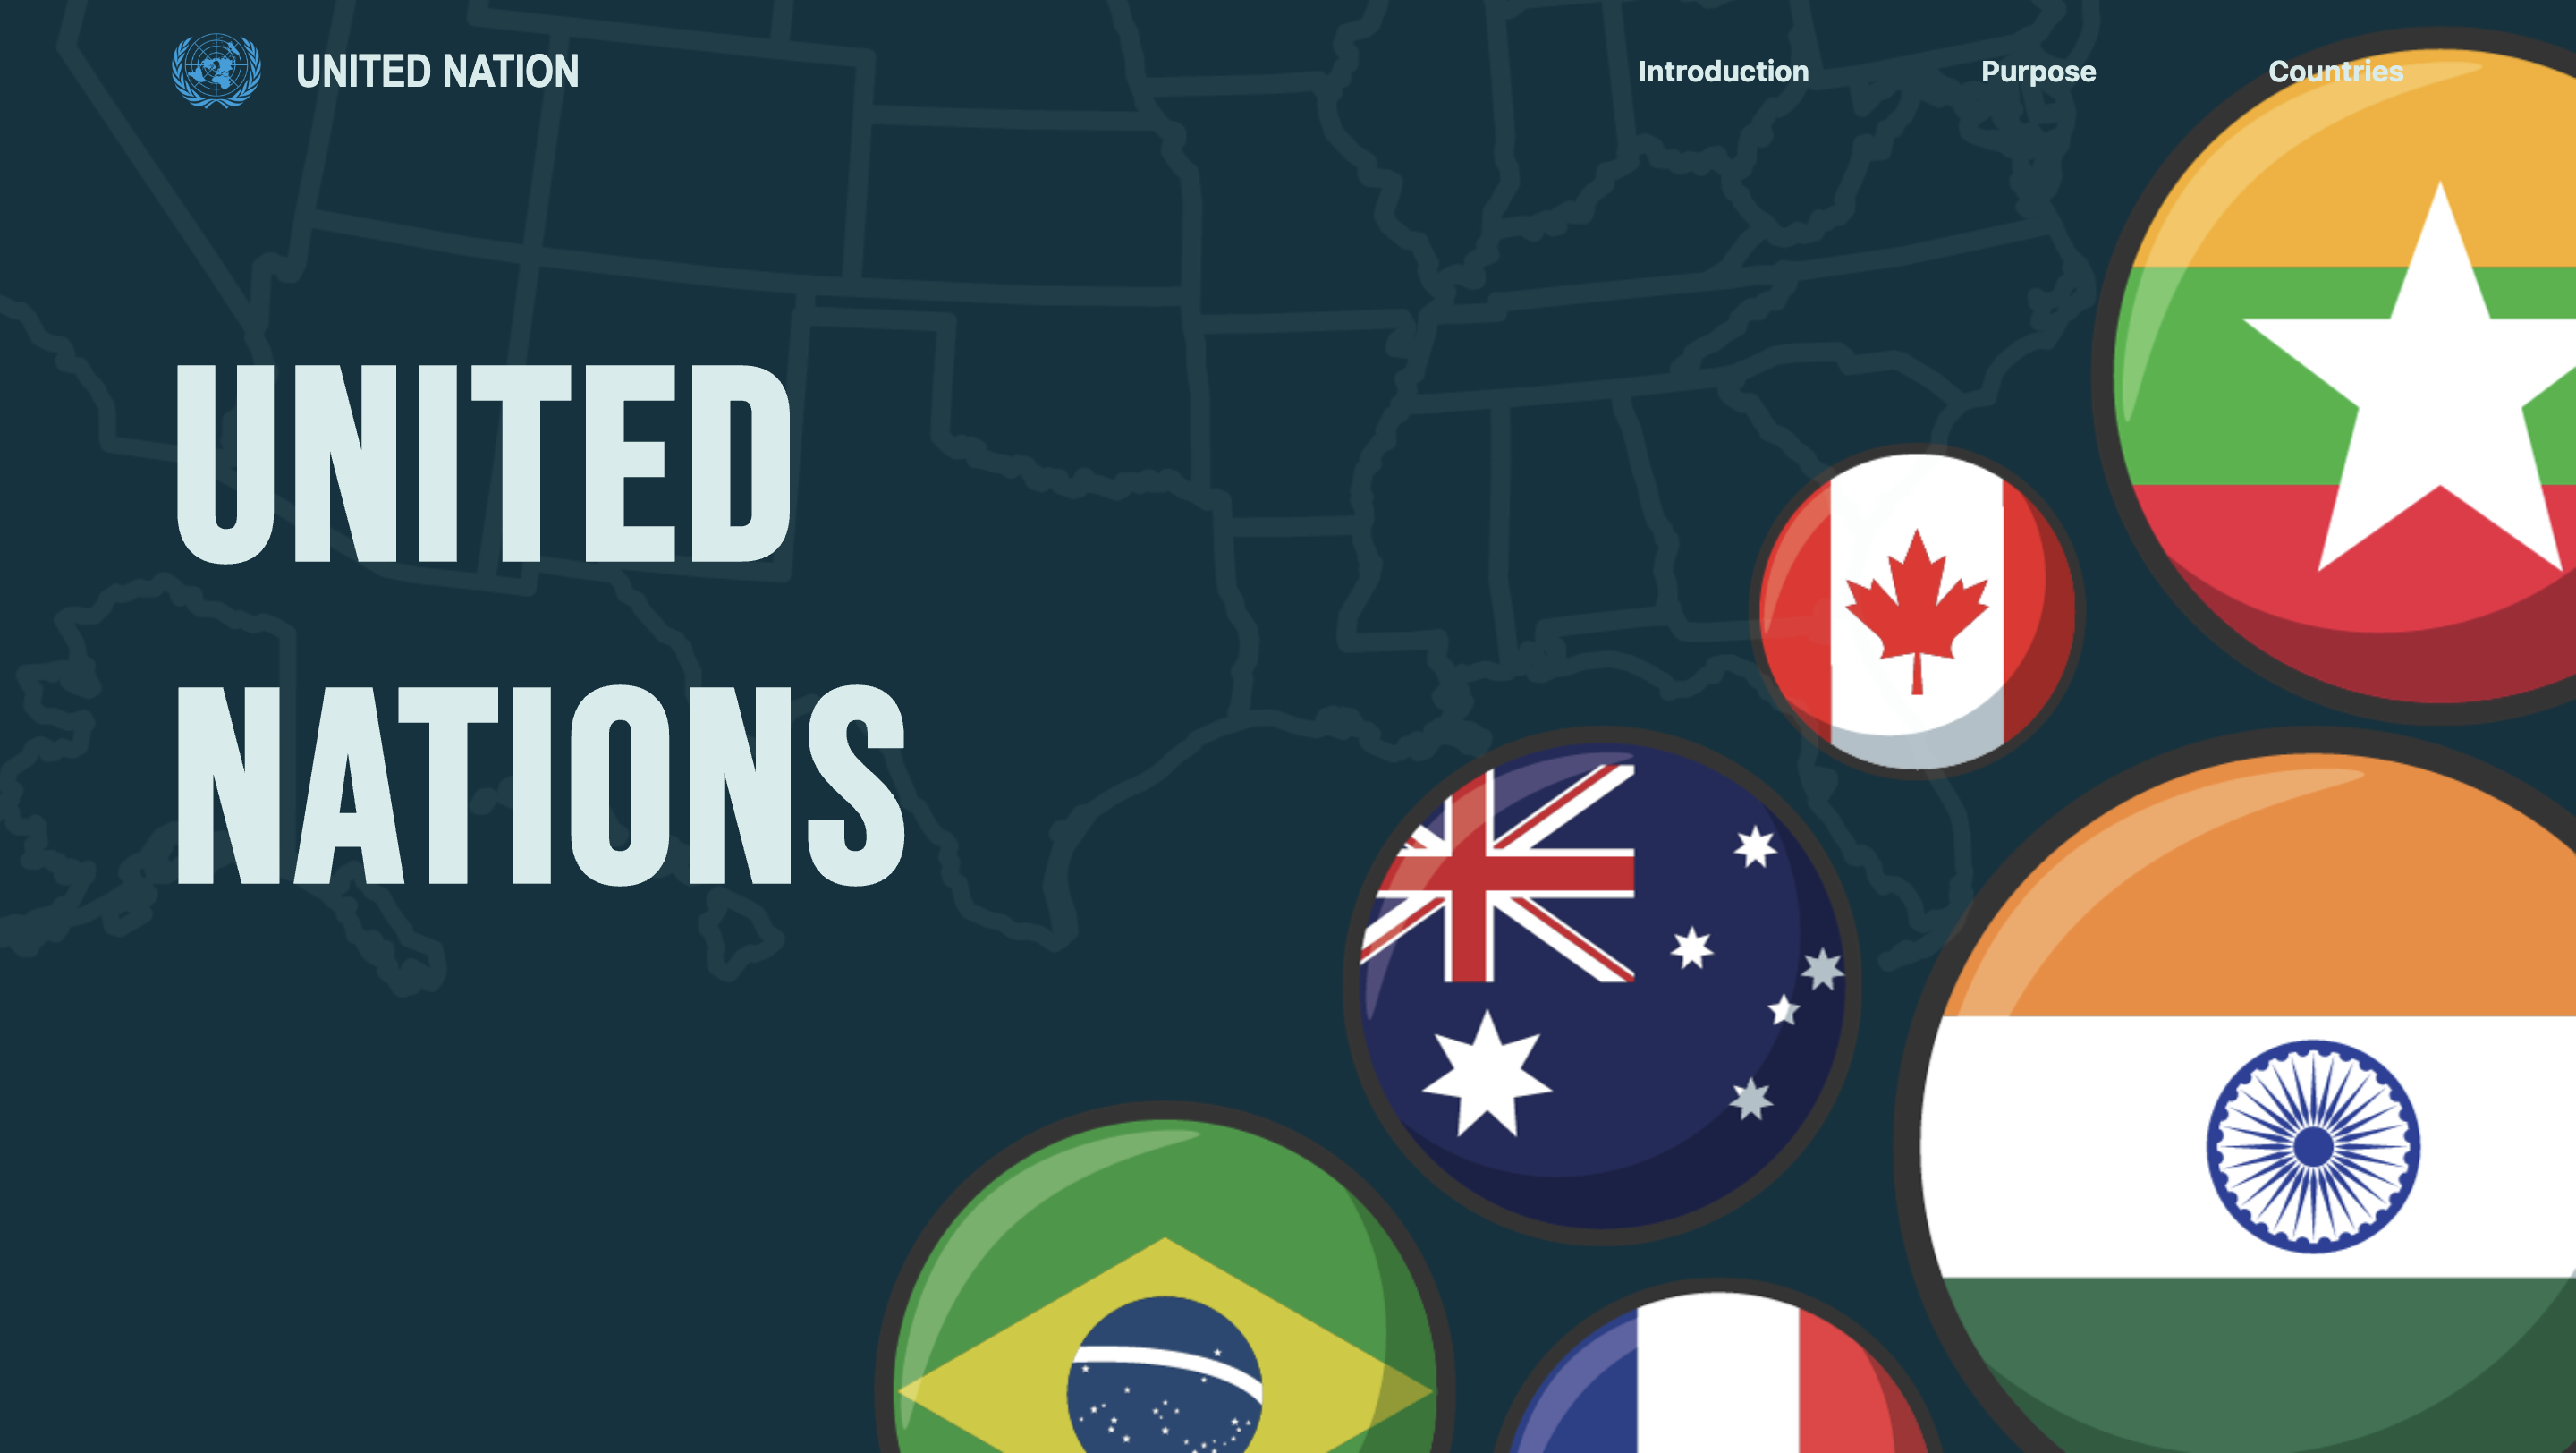 UNITED NATION
Introduction
Purpose
Countries
UNITED
NATIONS